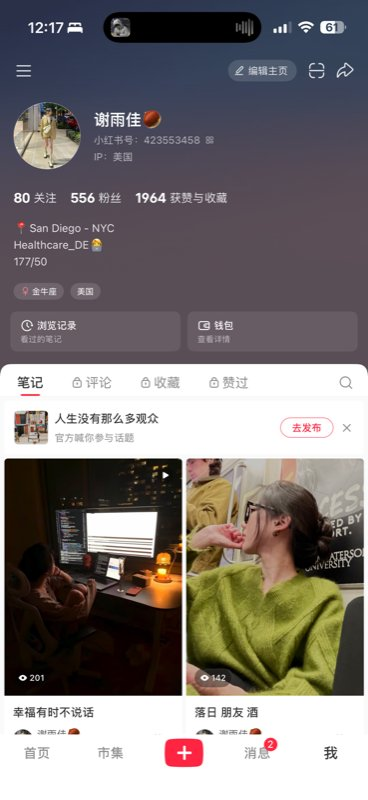 12:17
61
编辑主页
谢雨佳
小红书号：423553458
IP：美国
80 关注 556 粉丝 1964 获赞与收藏
📍 San Diego - NYC
Healthcare_DE
177/50
金牛座 美国
浏览记录
看过的笔记
钱包
查看详情
笔记 评论 收藏 赞过
人生没有那么多观众
官方喊你参与话题
去发布
201
142
幸福有时不说话
落日 朋友 酒
谢雨佳
谢雨佳
首页 市集 消息 2 我